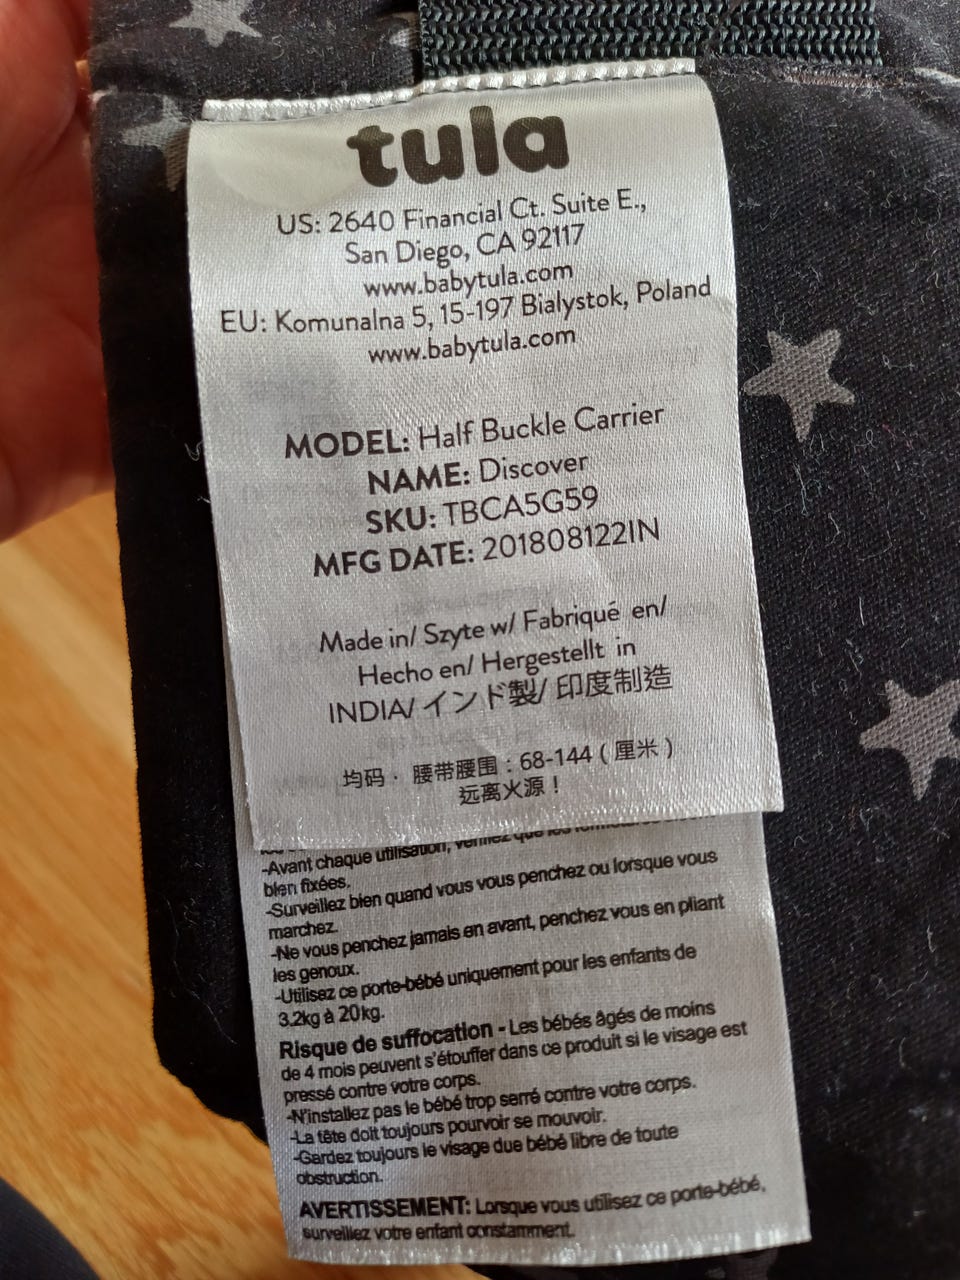 tula
US: 2640 Financial Ct. Suite E.,
San Diego, CA 92117
www.babytula.com
EU: Komunalna 5, 15-197 Bialystok, Poland
www.babytula.com
MODEL: Half Buckle Carrier
NAME: Discover
SKU: TBCA5G59
MFG DATE: 201808122IN
Made in/ Szyte w/ Fabriqué en/
Hecho en/ Hergestellt in
INDIA/ インド製/ 印度制造
均码 · 腰带腰围：68-144（厘米）
远离火源！
-Avant chaque utilisation, vérifiez que les
bien fixées.
-Surveillez bien quand vous vous penchez ou lorsque vous
marchez.
-Ne vous penchez jamais en avant, penchez vous en pliant
les genoux.
-Utilisez ce porte-bébé uniquement pour les enfants de
3.2kg à 20kg.
Risque de suffocation - Les bébés âgés de moins
de 4 mois peuvent s'étouffer dans ce produit si le visage est
pressé contre votre corps.
-N'installez pas le bébé trop serré contre votre corps.
-La tête doit toujours pourvoir se mouvoir.
-Gardez toujours le visage due bébé libre de toute
obstruction.
AVERTISSEMENT: Lorsque vous utilisez ce porte-bébé,
surveillez votre enfant constamment.